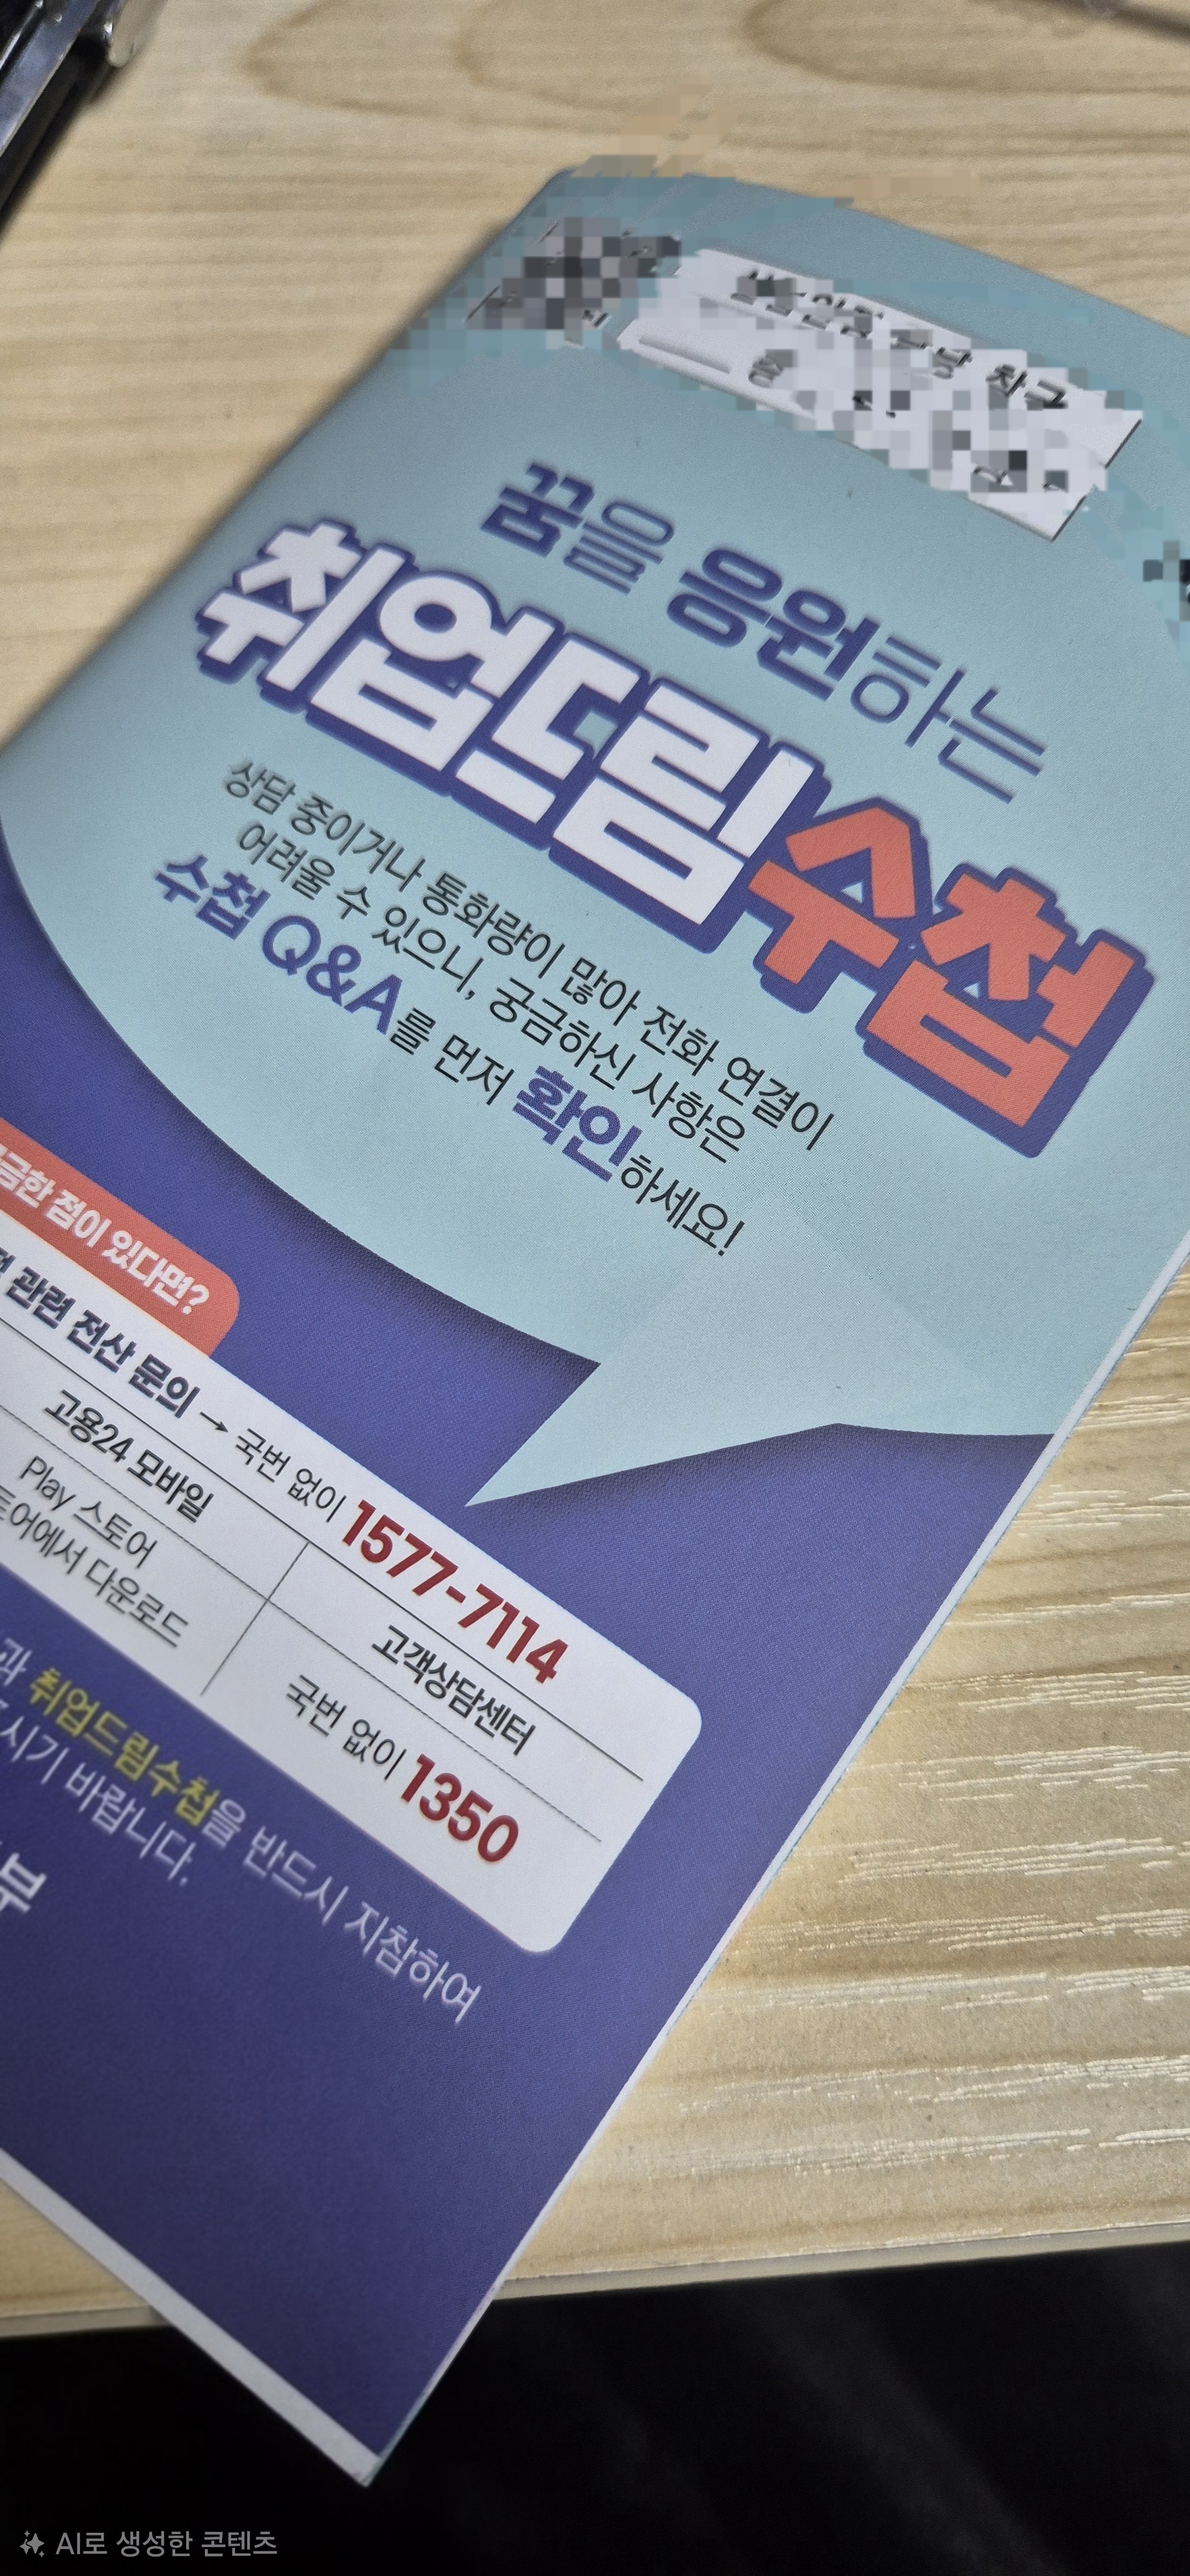 꿈을 응원하는
취업드림수첩
상담 중이거나 통화량이 많아 전화 연결이
어려울 수 있으니, 궁금하신 사항은
수첩 Q&A를 먼저 확인하세요!
금한 점이 있다면?
관련 전산 문의 → 국번 없이 1577-7114
고용24 모바일
고객상담센터
Play 스토어
토어에서 다운로드
국번 없이 1350
과 취업드림수첩을 반드시 지참하여
시기 바랍니다.
부
AI로 생성한 콘텐츠